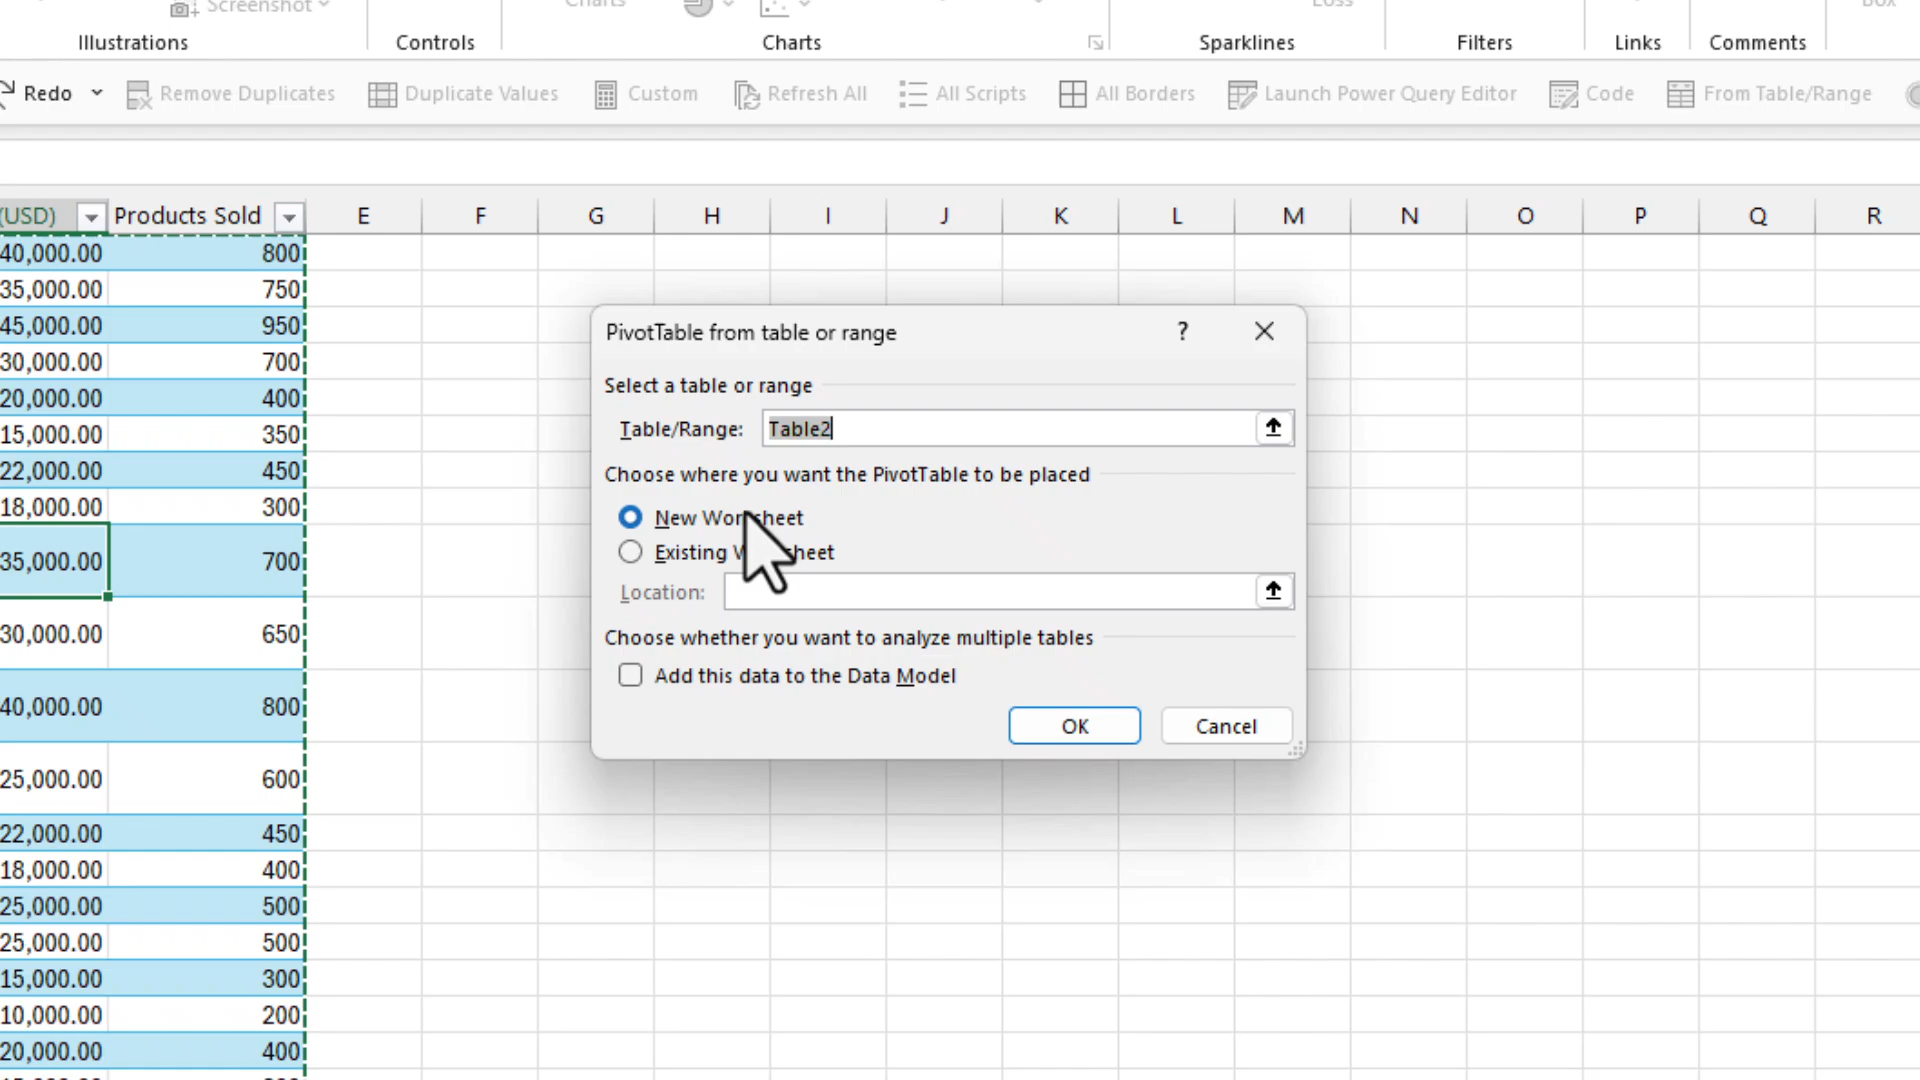 Screenshot
Charts
Loss
Box
Illustrations
Controls
Charts
Sparklines
Filters
Links
Comments
Redo
Remove Duplicates
Duplicate Values
Custom
Refresh All
All Scripts
All Borders
Launch Power Query Editor
Code
From Table/Range
(USD) Products Sold E F G H I J K L M N O P Q R
40,000.00 800
35,000.00 750
45,000.00 950
30,000.00 700
20,000.00 400
15,000.00 350
22,000.00 450
18,000.00 300
35,000.00 700
30,000.00 650
40,000.00 800
25,000.00 600
22,000.00 450
18,000.00 400
25,000.00 500
25,000.00 500
15,000.00 300
10,000.00 200
20,000.00 400
PivotTable from table or range ?
Select a table or range
Table/Range: Table2
Choose where you want the PivotTable to be placed
New Worksheet
Existing Worksheet
Location:
Choose whether you want to analyze multiple tables
Add this data to the Data Model
OK Cancel